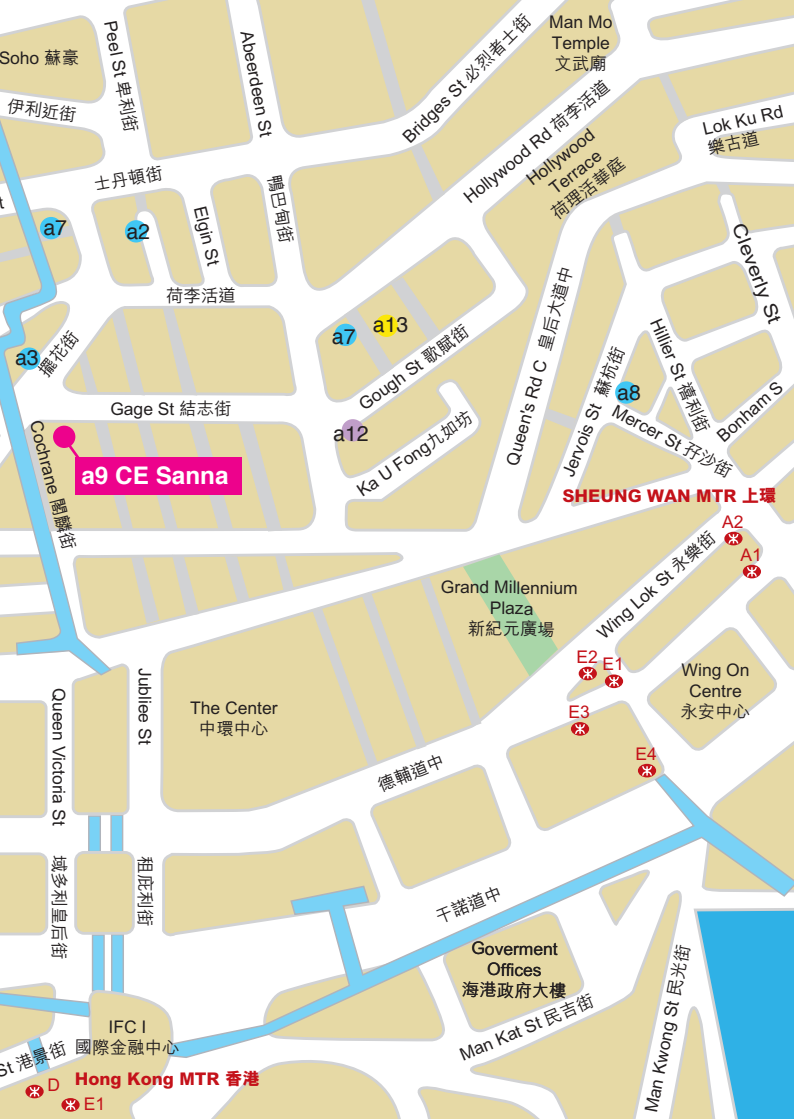 Soho 蘇豪
Peel St 卑利街
Abeerdeen St
Bridges St 必烈者士街
Man Mo
Temple
文武廟
伊利近街
Hollywood Rd 荷李活道
Hollywood
Terrace
荷理活華庭
Lok Ku Rd
樂古道
士丹頓街
t
a7
a2
Elgin St
鴨巴甸街
荷李活道
Cleverly St
a3
擺花街
a7
a13
Gough St 歌賦街
Queen's Rd C 皇后大道中
Jervois St 蘇杭街
Hillier St 禧利街
a8
Mercer St 孖沙街
Bonham S
Gage St 結志街
a12
Ka U Fong九如坊
Cochrane 閣麟街
a9 CE Sanna
SHEUNG WAN MTR 上環
A2
A1
Wing Lok St 永樂街
Grand Millennium
Plaza
新紀元廣場
E2
E1
Wing On
Centre
永安中心
E3
E4
Jubliee St
The Center
中環中心
Queen Victoria St
德輔道中
域多利皇后街
租庇利街
干諾道中
Goverment
Offices
海港政府大樓
Man Kat St 民吉街
Man Kwong St 民光街
IFC I
國際金融中心
St 港景街
Hong Kong MTR 香港
D
E1